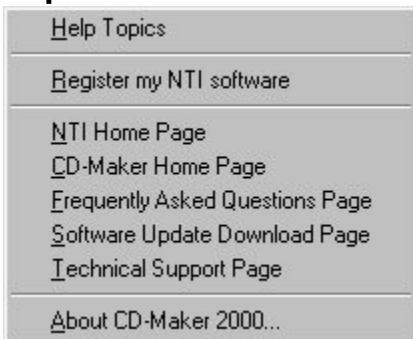 Help Topics
Register my NTI software
NTI Home Page
CD-Maker Home Page
Frequently Asked Questions Page
Software Update Download Page
Technical Support Page
About CD-Maker 2000...